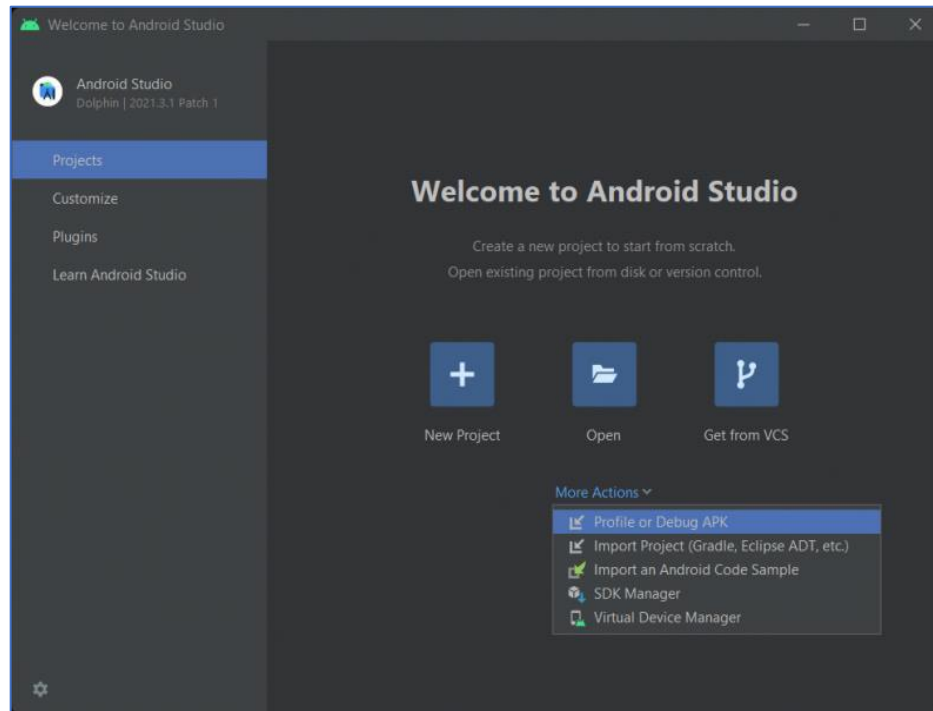 Welcome to Android Studio
Android Studio
Dolphin | 2021.3.1 Patch 1
Projects
Customize
Plugins
Learn Android Studio
Welcome to Android Studio
Create a new project to start from scratch.
Open existing project from disk or version control.
New Project
Open
Get from VCS
More Actions
Profile or Debug APK
Import Project (Gradle, Eclipse ADT, etc.)
Import an Android Code Sample
SDK Manager
Virtual Device Manager